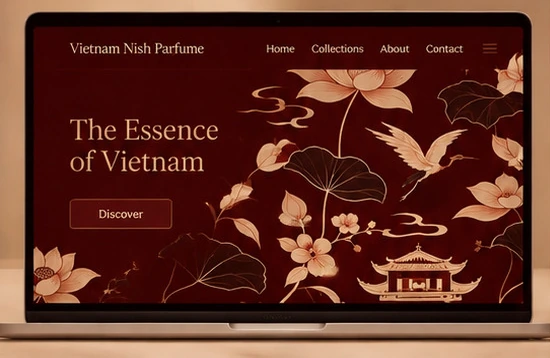 Vietnam Nish Parfume
Home Collections About Contact
The Essence
of Vietnam
Discover